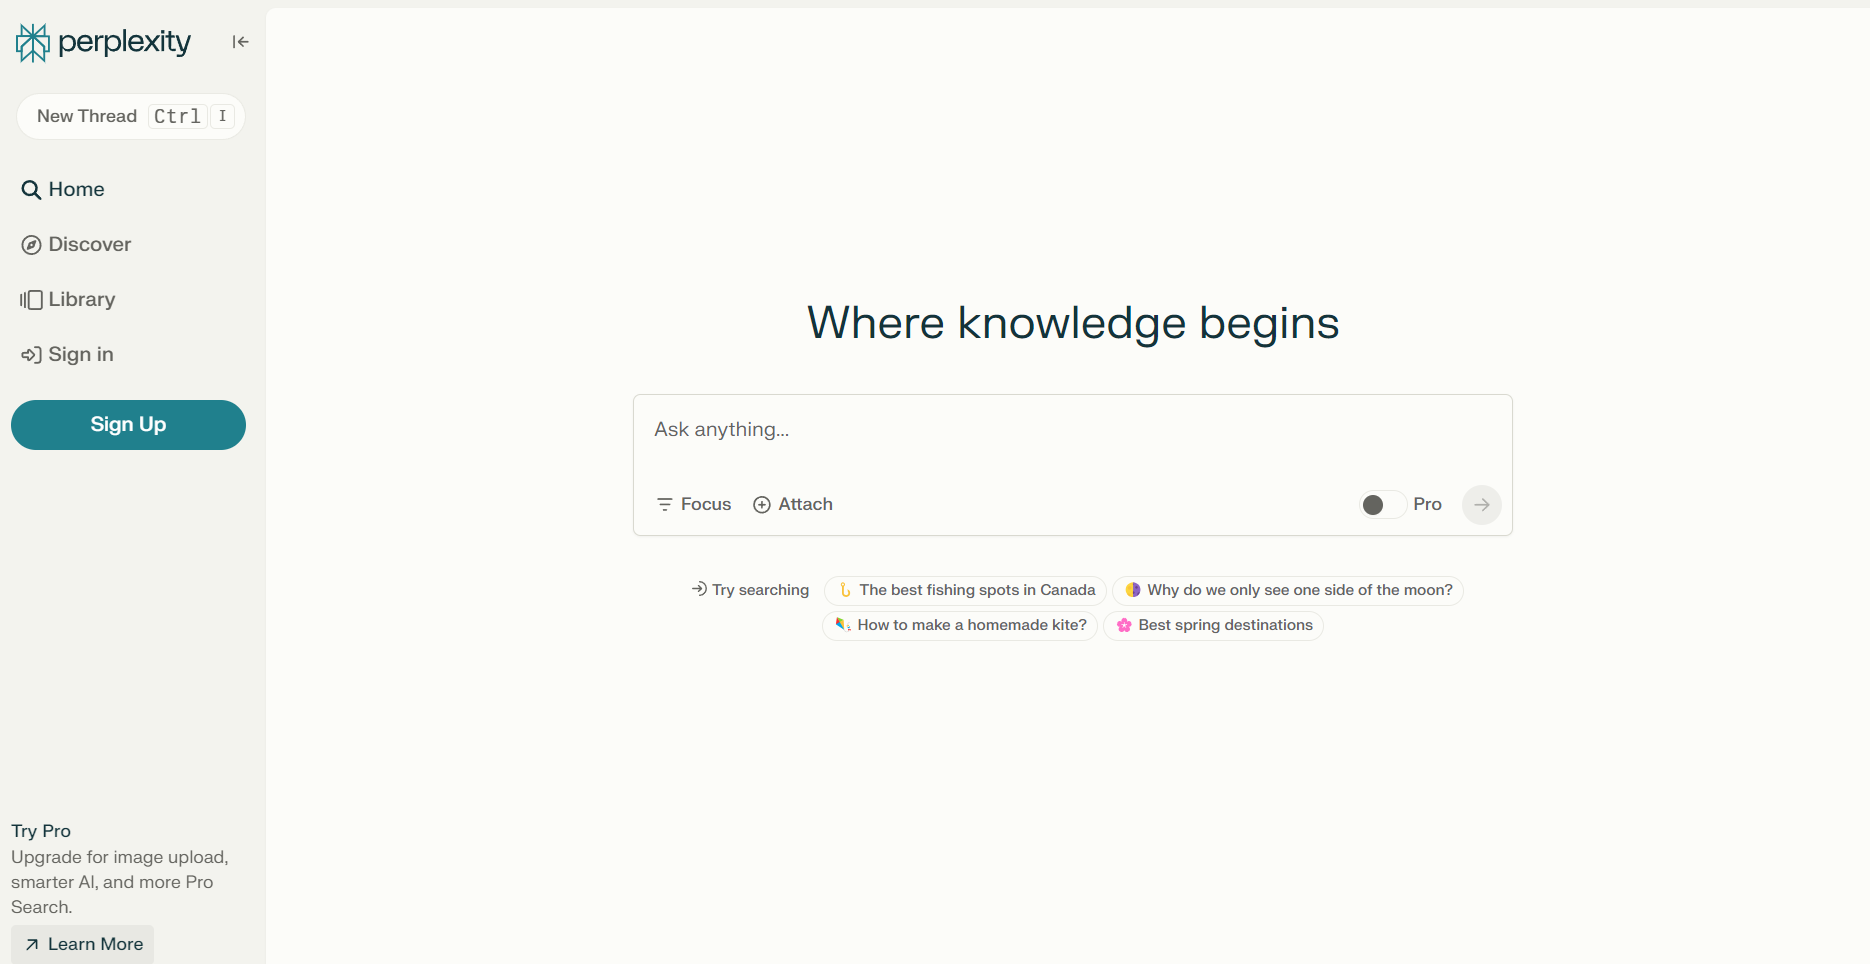 perplexity
New Thread Ctrl I
Home
Discover
Library
Sign in
Sign Up
Try Pro
Upgrade for image upload,
smarter AI, and more Pro
Search.
Learn More
Where knowledge begins
Ask anything...
Focus Attach Pro
Try searching The best fishing spots in Canada Why do we only see one side of the moon?
How to make a homemade kite? Best spring destinations